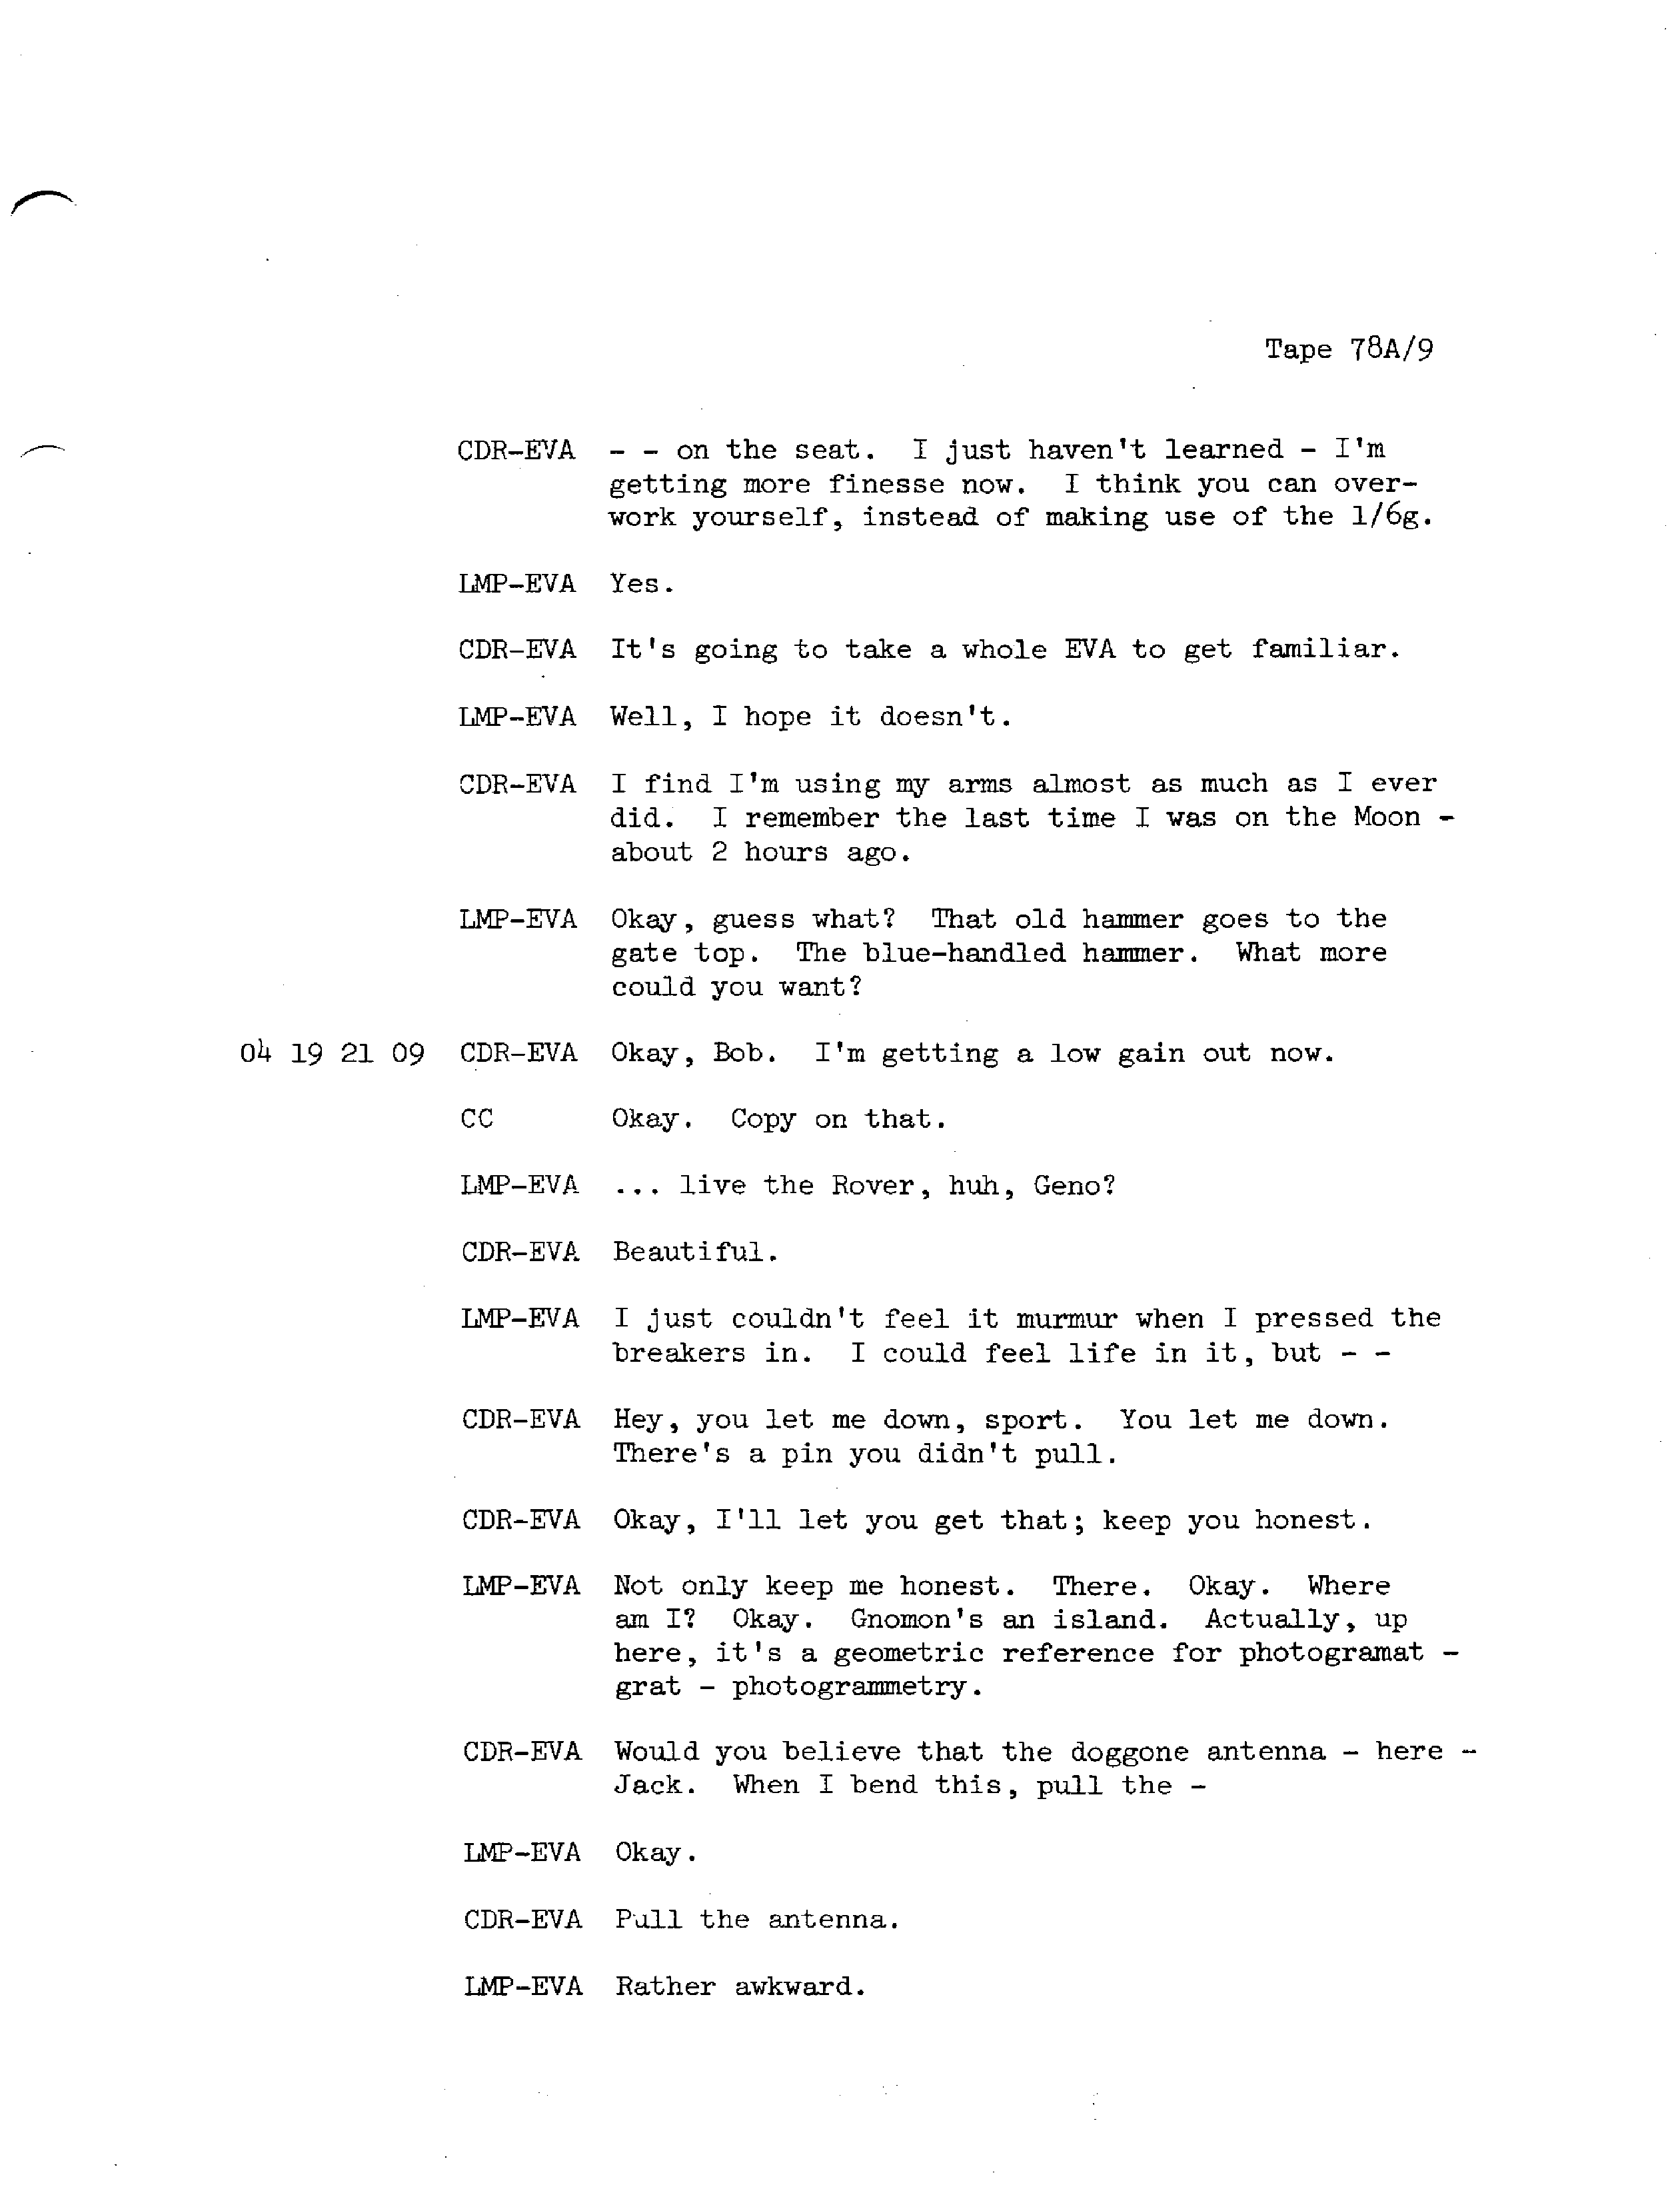 Tape 78A/9
CDR-EVA - - on the seat. I just haven't learned - I'm
getting more finesse now. I think you can over-
work yourself, instead of making use of the 1/6g.
LMP-EVA Yes.
CDR-EVA It's going to take a whole EVA to get familiar.
LMP-EVA Well, I hope it doesn't.
CDR-EVA I find I'm using my arms almost as much as I ever
did. I remember the last time I was on the Moon -
about 2 hours ago.
LMP-EVA Okay, guess what? That old hammer goes to the
gate top. The blue-handled hammer. What more
could you want?
04 19 21 09 CDR-EVA Okay, Bob. I'm getting a low gain out now.
CC Okay. Copy on that.
LMP-EVA ... live the Rover, huh, Geno?
CDR-EVA Beautiful.
LMP-EVA I just couldn't feel it murmur when I pressed the
breakers in. I could feel life in it, but - -
CDR-EVA Hey, you let me down, sport. You let me down.
There's a pin you didn't pull.
CDR-EVA Okay, I'll let you get that; keep you honest.
LMP-EVA Not only keep me honest. There. Okay. Where
am I? Okay. Gnomon's an island. Actually, up
here, it's a geometric reference for photogramat -
grat - photogrammetry.
CDR-EVA Would you believe that the doggone antenna - here -
Jack. When I bend this, pull the -
LMP-EVA Okay.
CDR-EVA Pull the antenna.
LMP-EVA Rather awkward.